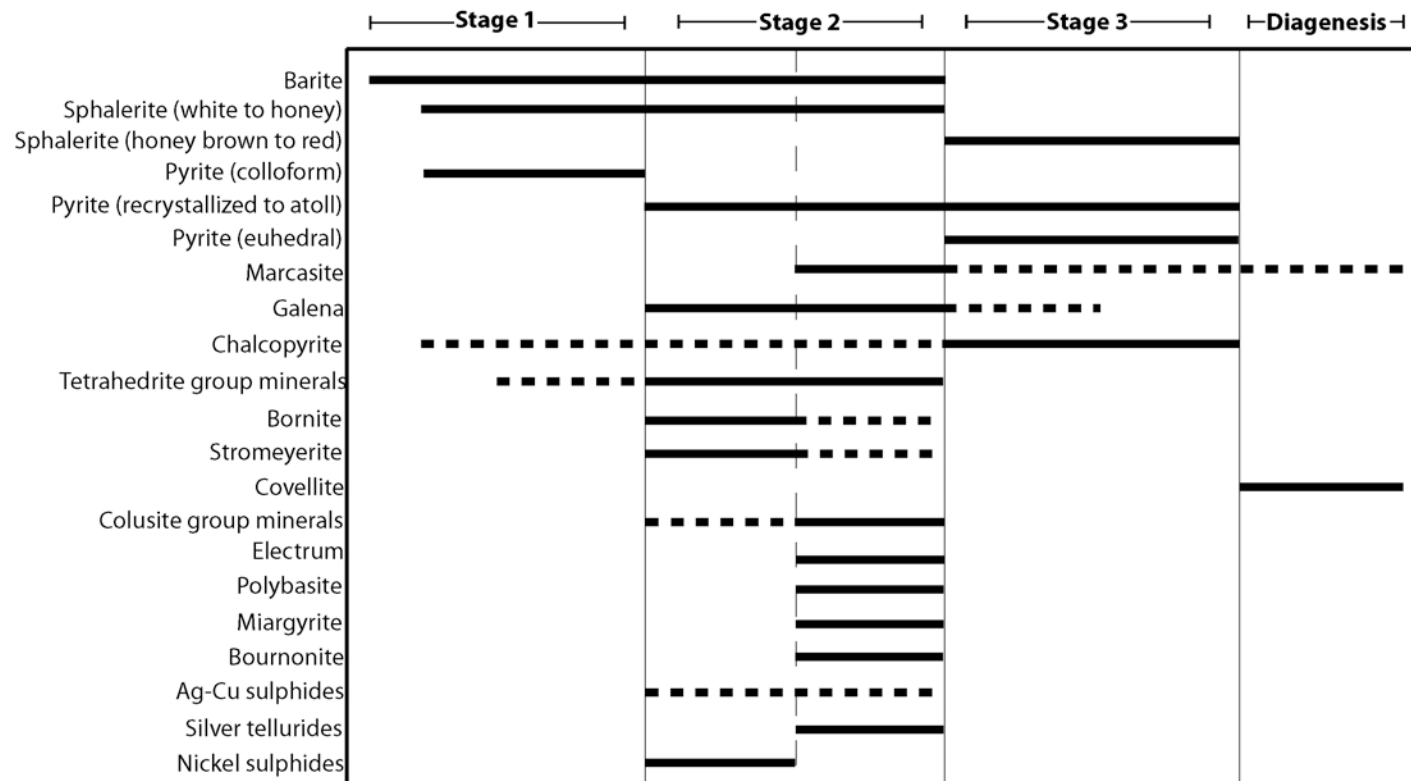 Stage 1 Stage 2 Stage 3 Diagenesis
Barite
Sphalerite (white to honey)
Sphalerite (honey brown to red)
Pyrite (colloform)
Pyrite (recrystallized to atoll)
Pyrite (euhedral)
Marcasite
Galena
Chalcopyrite
Tetrahedrite group minerals
Bornite
Stromeyerite
Covellite
Colusite group minerals
Electrum
Polybasite
Miargyrite
Bournonite
Ag-Cu sulphides
Silver tellurides
Nickel sulphides